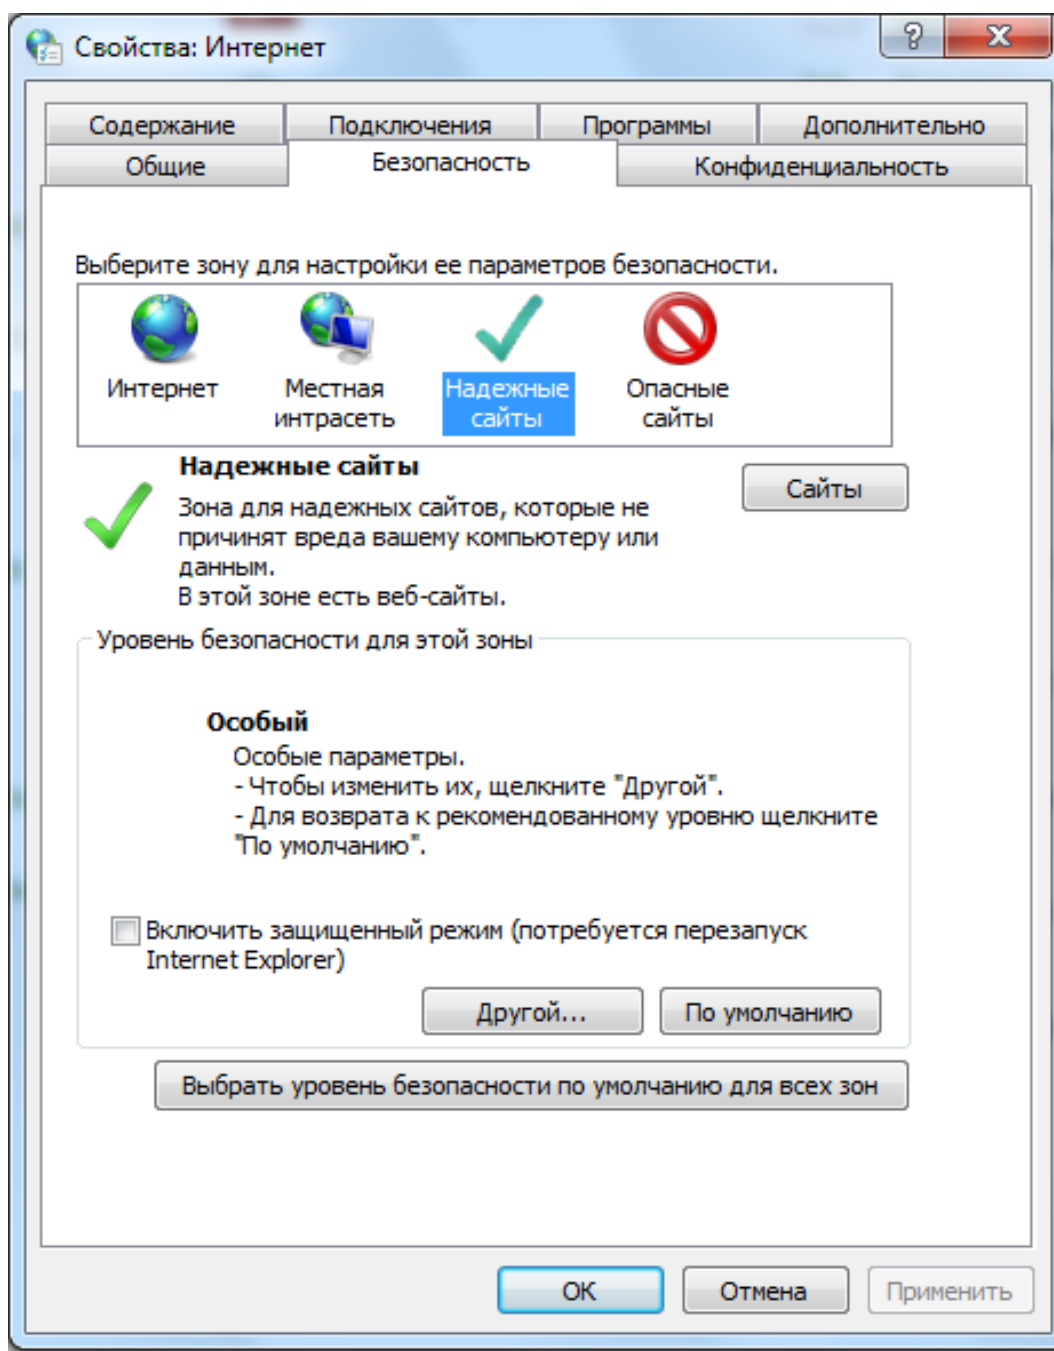 Свойства: Интернет
Содержание Подключения Программы Дополнительно
Общие Безопасность Конфиденциальность
Выберите зону для настройки ее параметров безопасности.
Интернет Местная Надежные Опасные
интрасеть сайты сайты
Надежные сайты
Сайты
Зона для надежных сайтов, которые не
причинят вреда вашему компьютеру или
данным.
В этой зоне есть веб-сайты.
Уровень безопасности для этой зоны
Особый
Особые параметры.
- Чтобы изменить их, щелкните "Другой".
- Для возврата к рекомендованному уровню щелкните
"По умолчанию".
Включить защищенный режим (потребуется перезапуск
Internet Explorer)
Другой... По умолчанию
Выбрать уровень безопасности по умолчанию для всех зон
ОК Отмена Применить